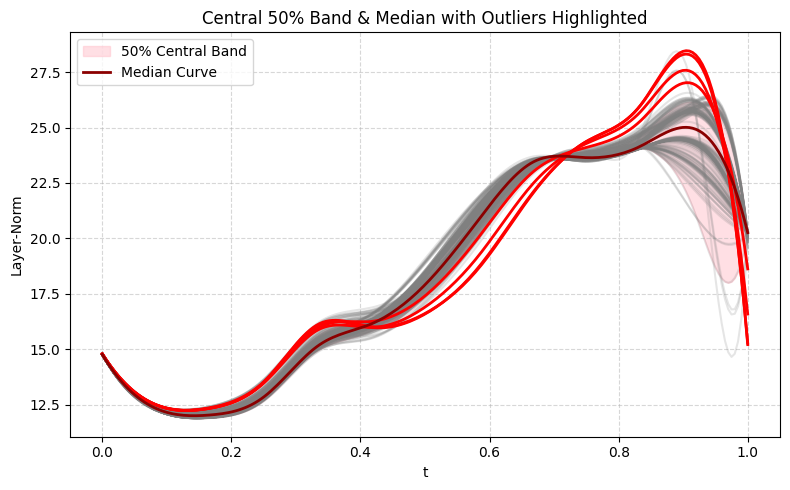 Central 50% Band & Median with Outliers Highlighted
50% Central Band
Median Curve
Layer-Norm
27.5
25.0
22.5
20.0
17.5
15.0
12.5
0.0 0.2 0.4 0.6 0.8 1.0
t